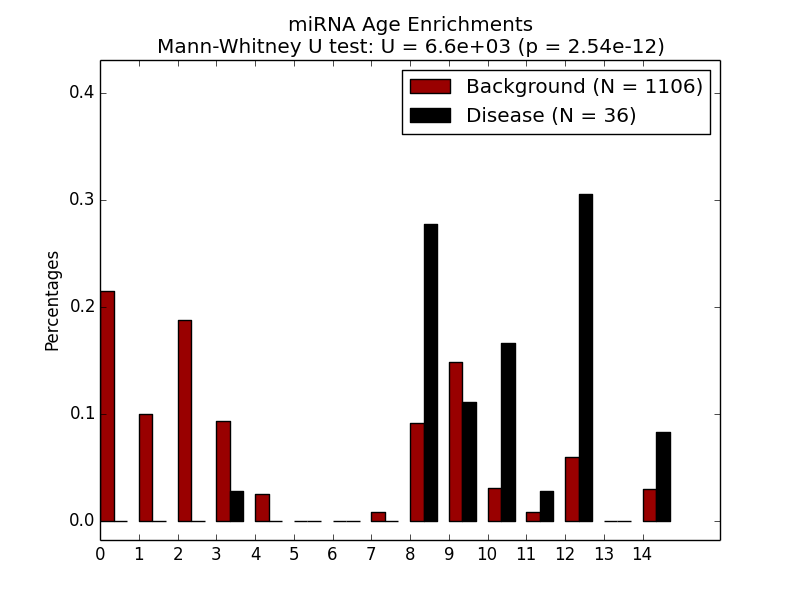 miRNA Age Enrichments
Mann-Whitney U test: U = 6.6e+03 (p = 2.54e-12)
Background (N = 1106)
Disease (N = 36)
Percentages
0.4
0.3
0.2
0.1
0.0
0 1 2 3 4 5 6 7 8 9 10 11 12 13 14